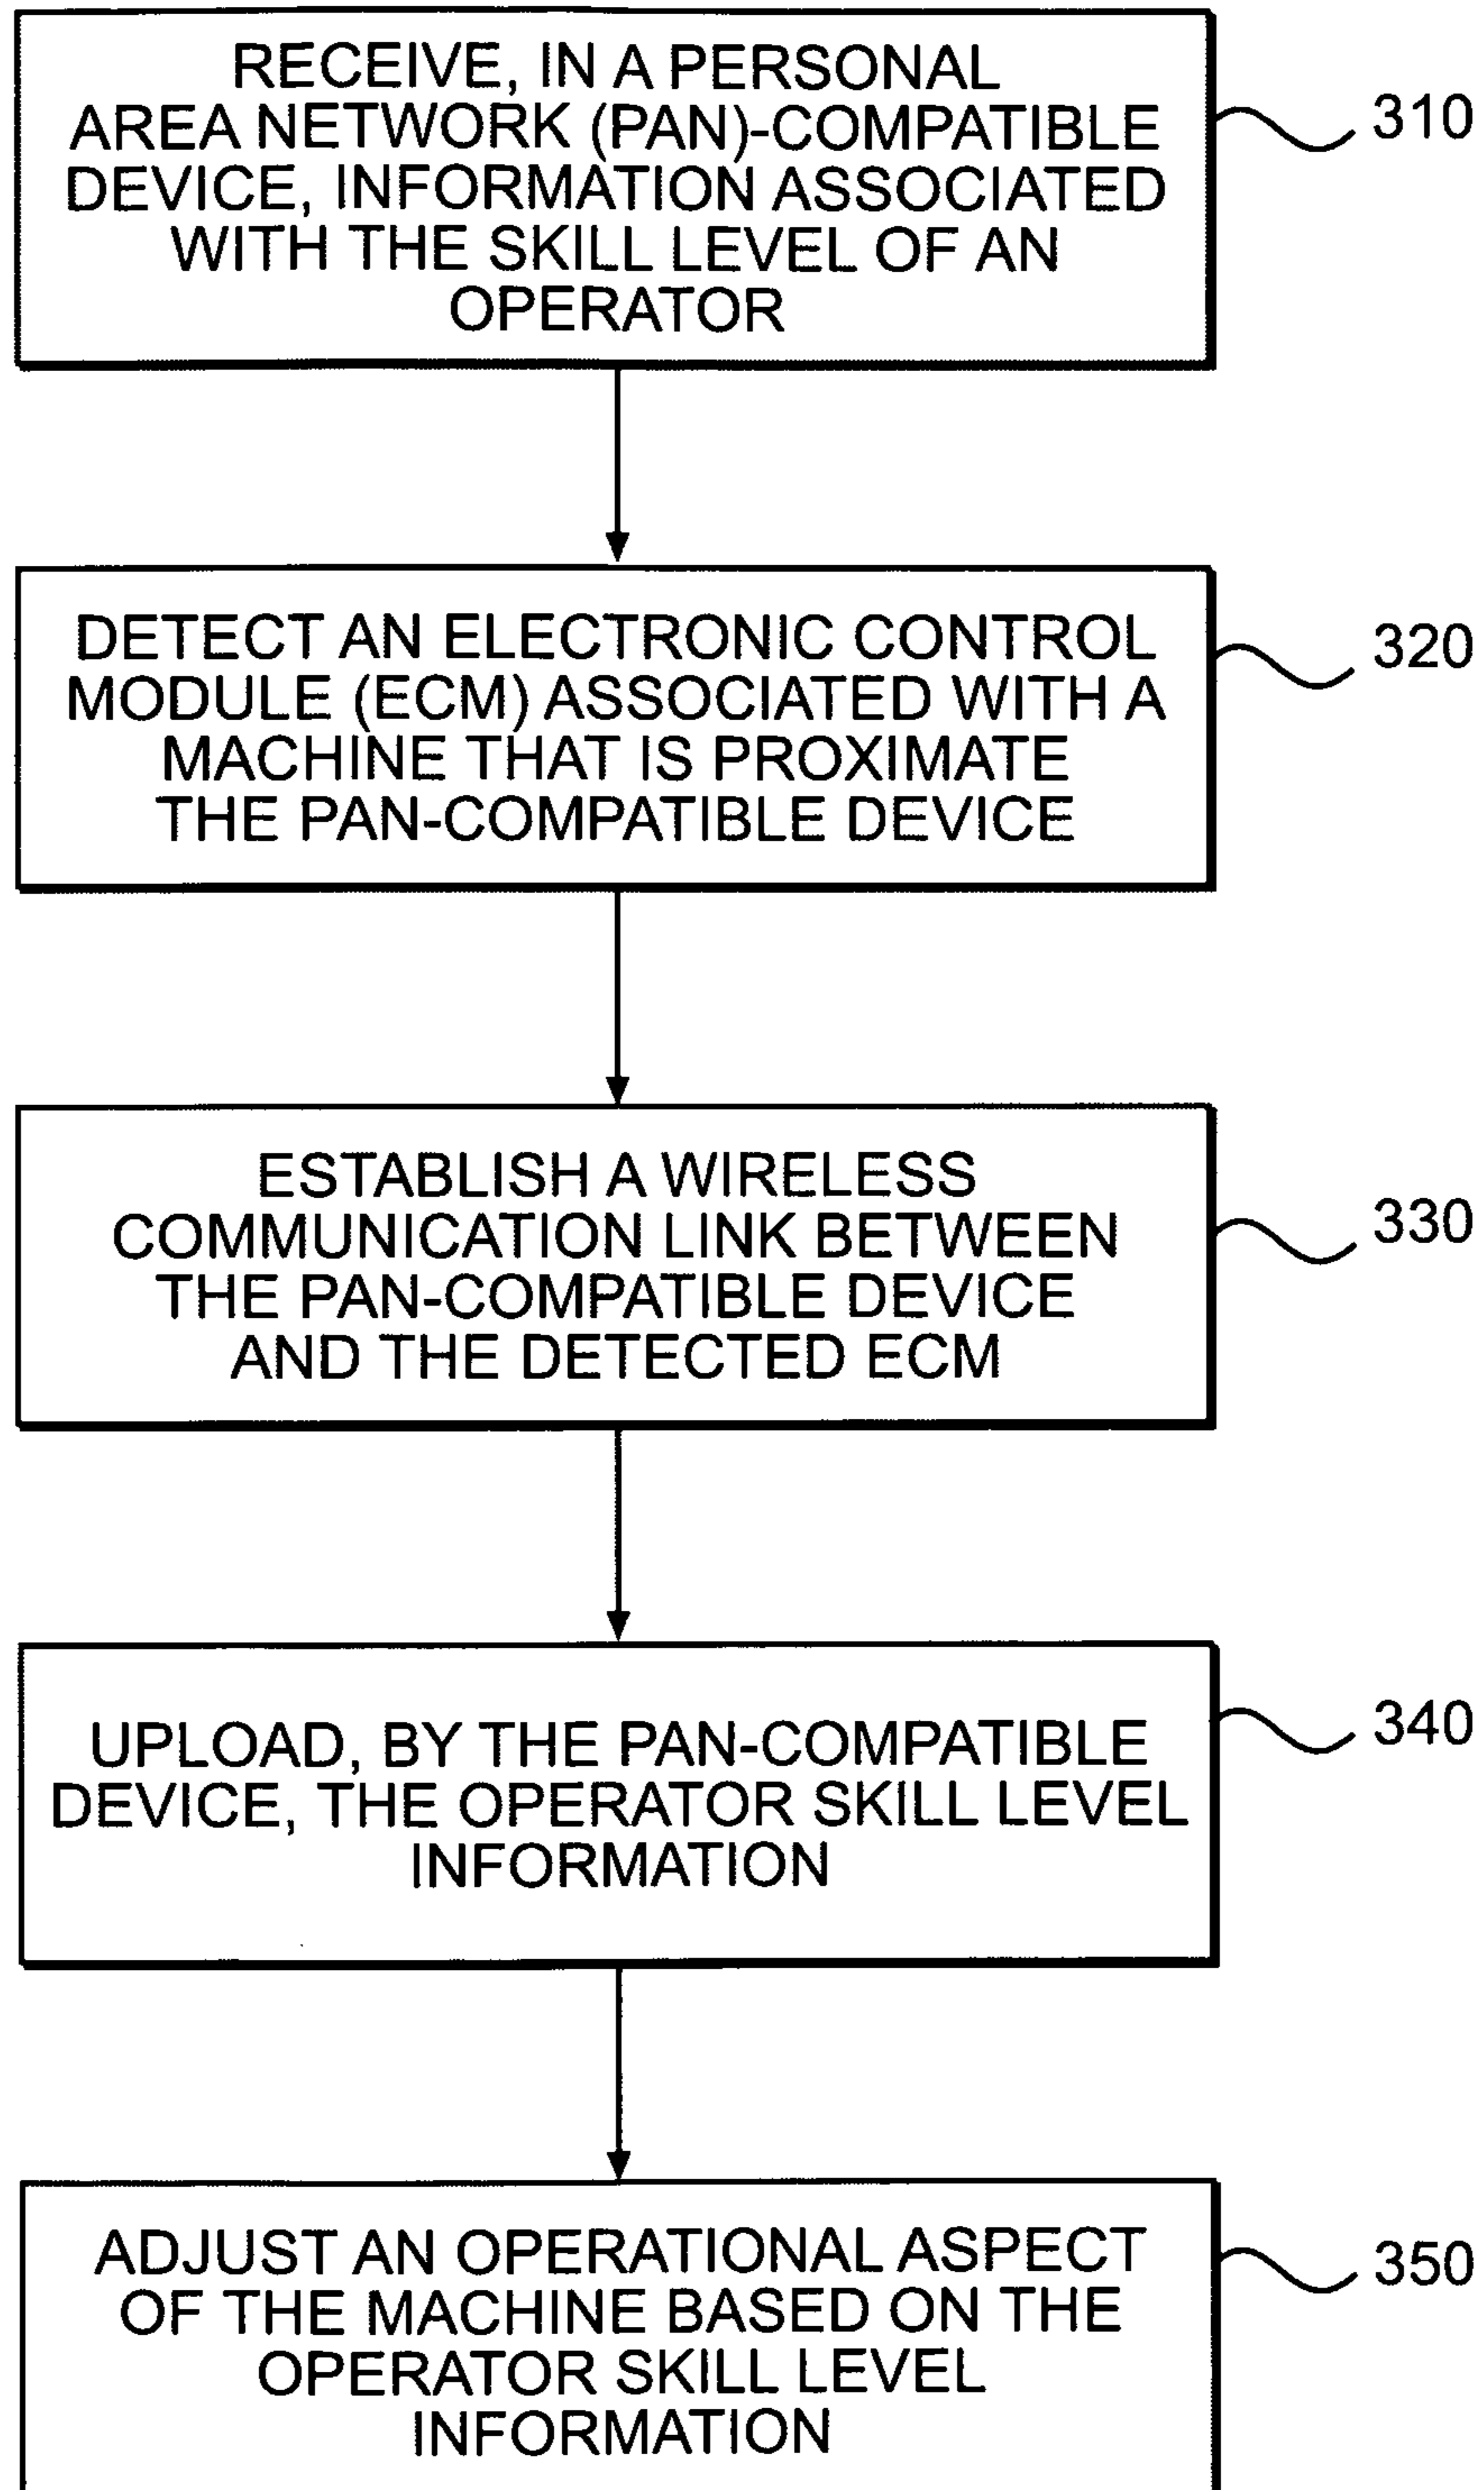 RECEIVE, IN A PERSONAL
AREA NETWORK (PAN)-COMPATIBLE
DEVICE, INFORMATION ASSOCIATED
WITH THE SKILL LEVEL OF AN
OPERATOR
310
DETECT AN ELECTRONIC CONTROL
MODULE (ECM) ASSOCIATED WITH A
MACHINE THAT IS PROXIMATE
THE PAN-COMPATIBLE DEVICE
320
ESTABLISH A WIRELESS
COMMUNICATION LINK BETWEEN
THE PAN-COMPATIBLE DEVICE
AND THE DETECTED ECM
330
UPLOAD, BY THE PAN-COMPATIBLE
DEVICE, THE OPERATOR SKILL LEVEL
INFORMATION
340
ADJUST AN OPERATIONAL ASPECT
OF THE MACHINE BASED ON THE
OPERATOR SKILL LEVEL
INFORMATION
350